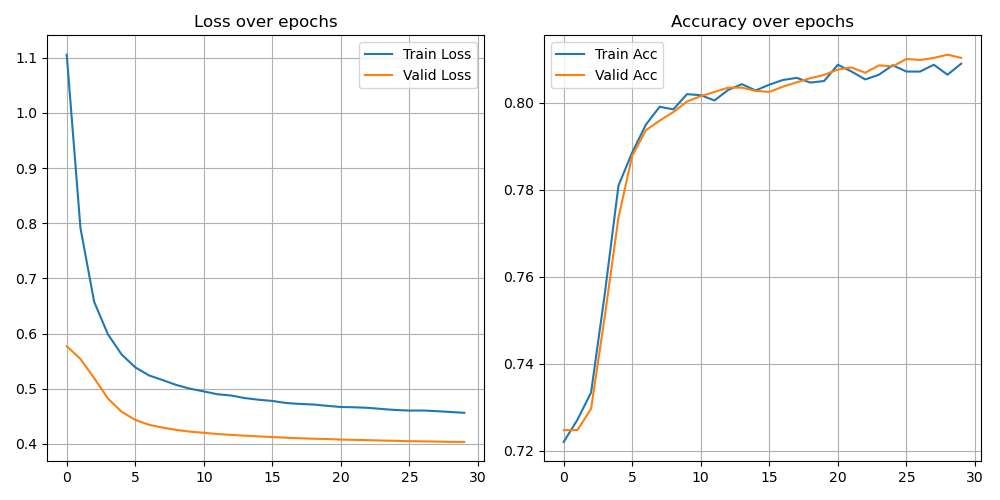 Loss over epochs
Train Loss
Valid Loss
1.1
1.0
0.9
0.8
0.7
0.6
0.5
0.4
0 5 10 15 20 25 30
Accuracy over epochs
Train Acc
Valid Acc
0.80
0.78
0.76
0.74
0.72
0 5 10 15 20 25 30